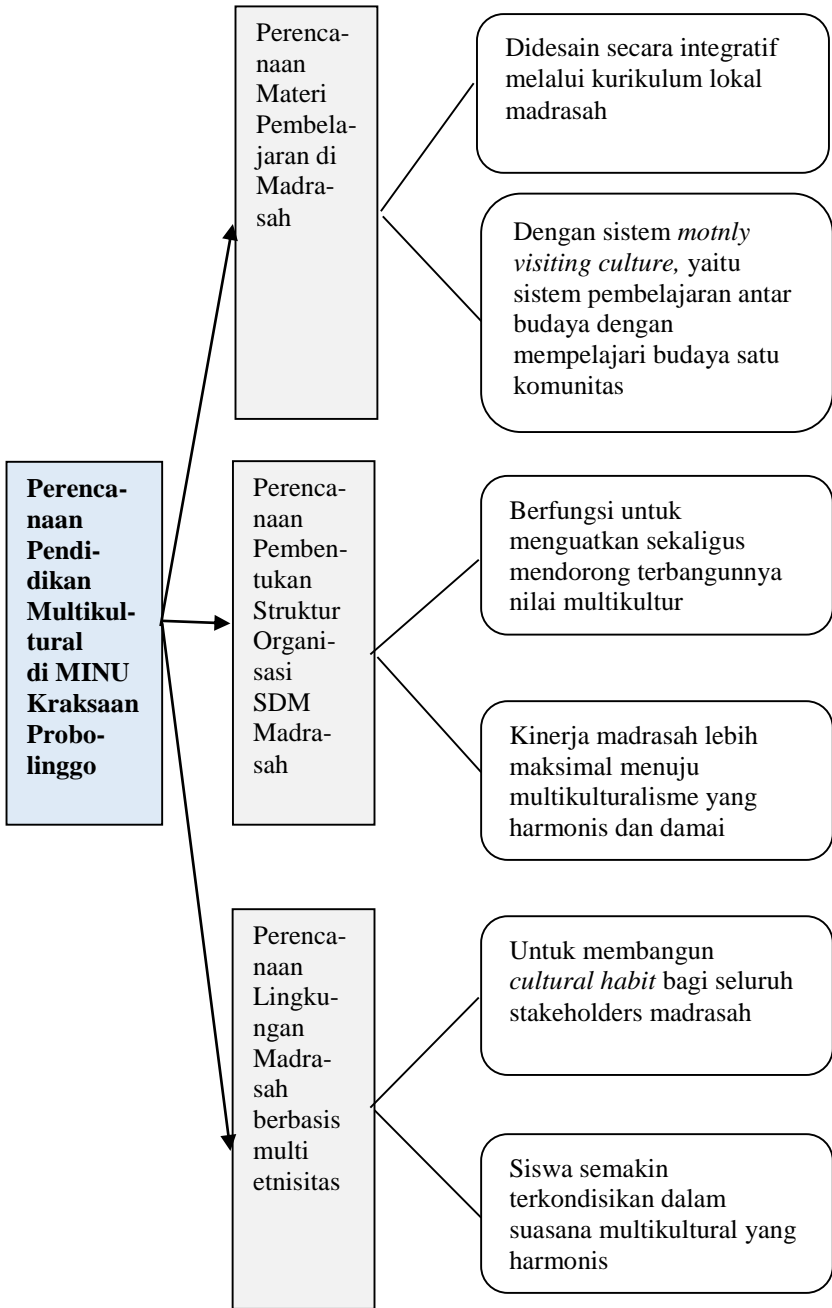 Perenca-
naan
Materi
Pembela-
jaran di
Madra-
sah
Didesain secara integratif
melalui kurikulum lokal
madrasah
Dengan sistem motnly
visiting culture, yaitu
sistem pembelajaran antar
budaya dengan
mempelajari budaya satu
komunitas
Perenca-
naan
Pendi-
dikan
Multikul-
tural
di MINU
Kraksaan
Probo-
linggo
Perenca-
naan
Pemben-
tukan
Struktur
Organi-
sasi
SDM
Madra-
sah
Berfungsi untuk
menguatkan sekaligus
mendorong terbangunnya
nilai multikultur
Kinerja madrasah lebih
maksimal menuju
multikulturalisme yang
harmonis dan damai
Perenca-
naan
Lingku-
ngan
Madra-
sah
berbasis
multi
etnisitas
Untuk membangun
cultural habit bagi seluruh
stakeholders madrasah
Siswa semakin
terkondisikan dalam
suasana multikultural yang
harmonis